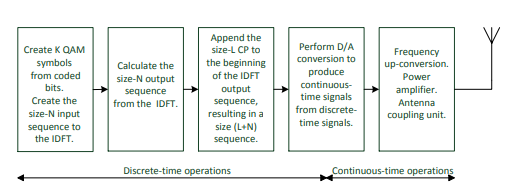 Create K QAM
symbols
from coded
bits.
Create the
size-N input
sequence to
the IDFT.
Calculate the
size-N output
sequence
from the IDFT.
Append the
size-L CP to
the beginning
of the IDFT
output
sequence,
resulting in a
size (L+N)
sequence.
Perform D/A
conversion to
produce
continuous-
time signals
from discrete-
time signals.
Frequency
up-conversion.
Power
amplifier.
Antenna
coupling unit.
Discrete-time operations
Continuous-time operations